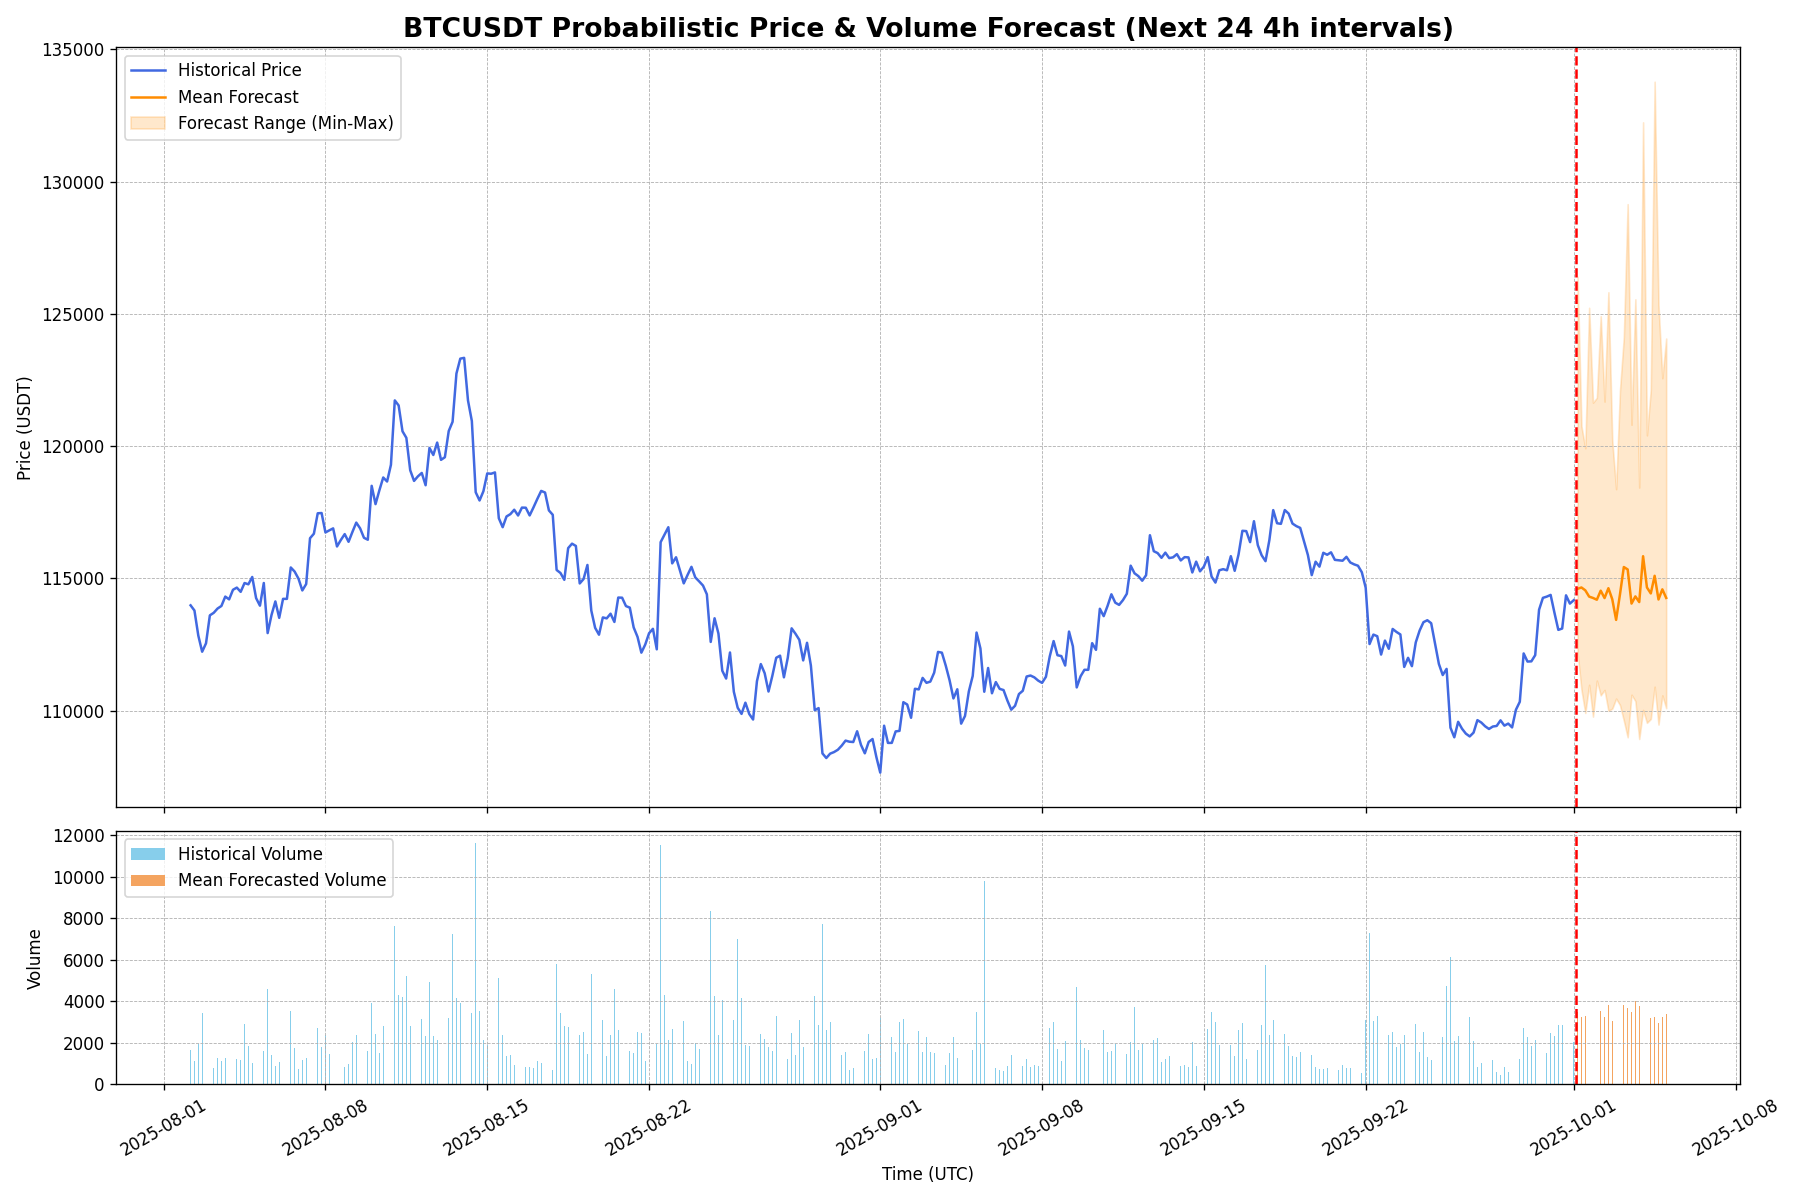 BTCUSDT Probabilistic Price & Volume Forecast (Next 24 4h intervals)
Historical Price
Mean Forecast
Forecast Range (Min-Max)
135000
130000
125000
120000
115000
110000
Price (USDT)
Historical Volume
Mean Forecasted Volume
12000
10000
8000
6000
4000
2000
0
Volume
2025-08-01
2025-08-08
2025-08-15
2025-08-22
2025-09-01
2025-09-08
2025-09-15
2025-09-22
2025-10-01
2025-10-08
Time (UTC)